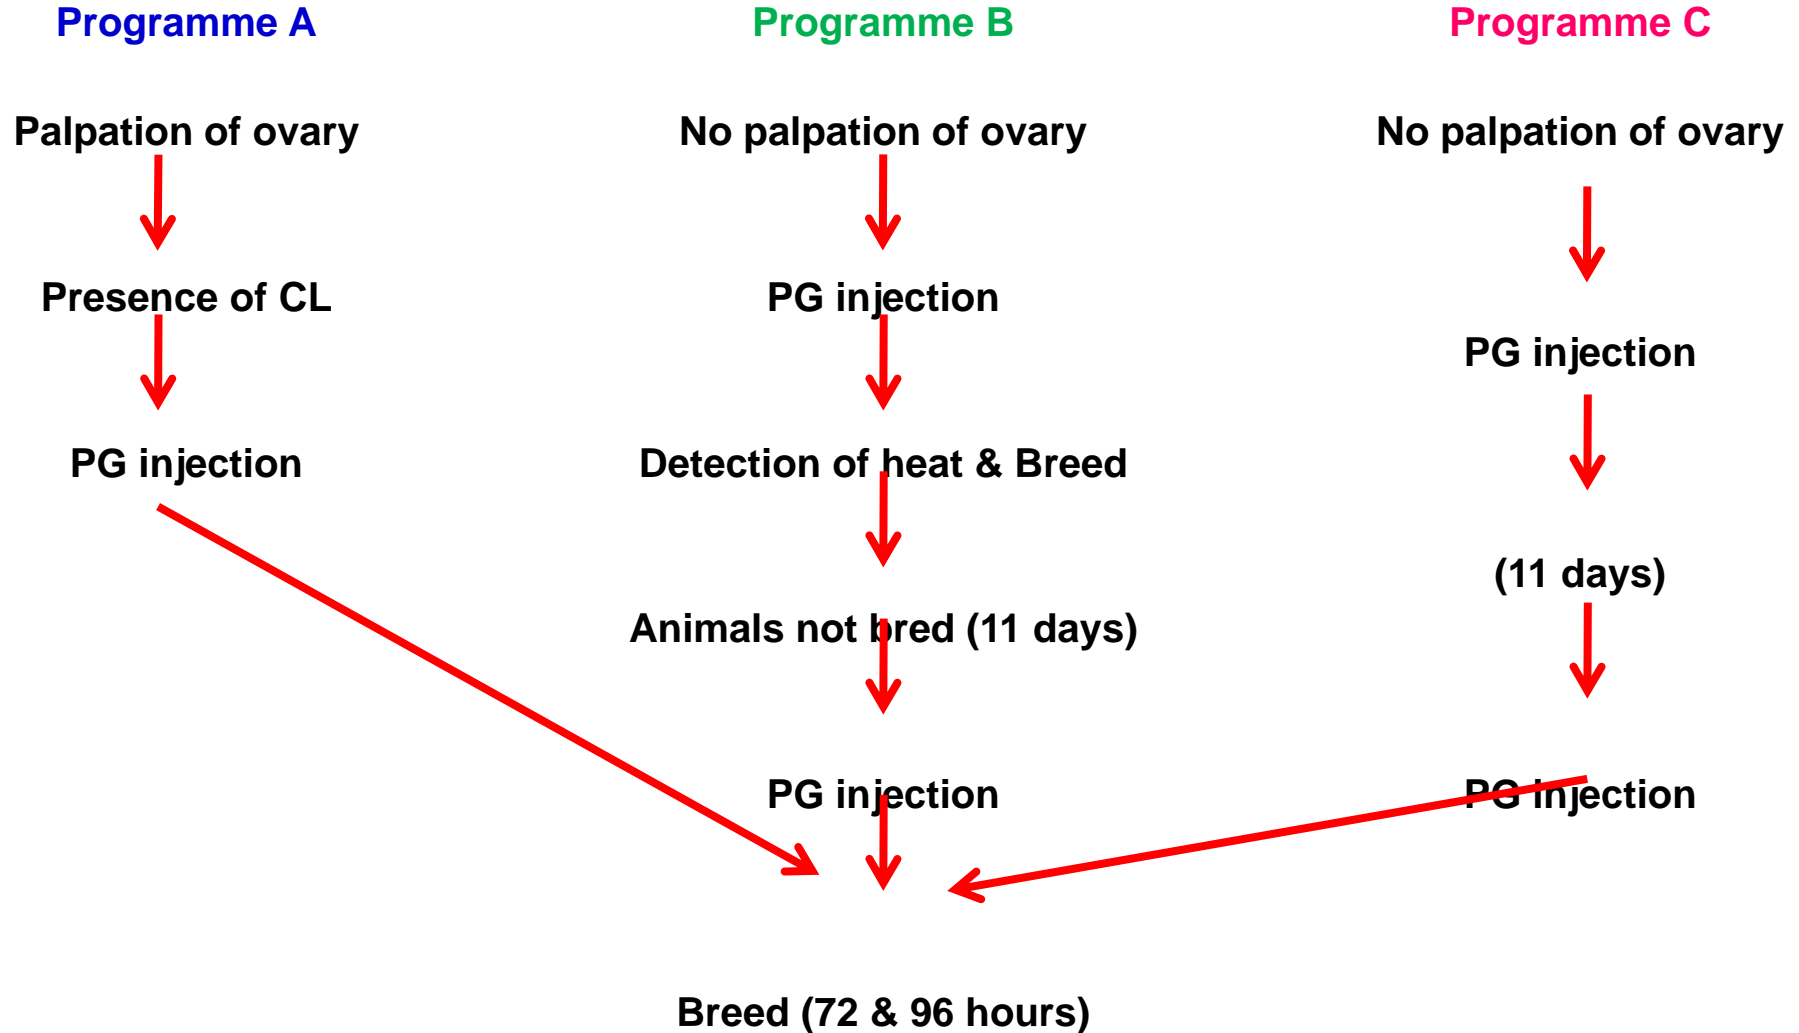 Programme A
Programme B
Programme C
Palpation of ovary
No palpation of ovary
No palpation of ovary
Presence of CL
PG injection
PG injection
PG injection
Detection of heat & Breed
(11 days)
Animals not bred (11 days)
PG injection
PG injection
Breed (72 & 96 hours)